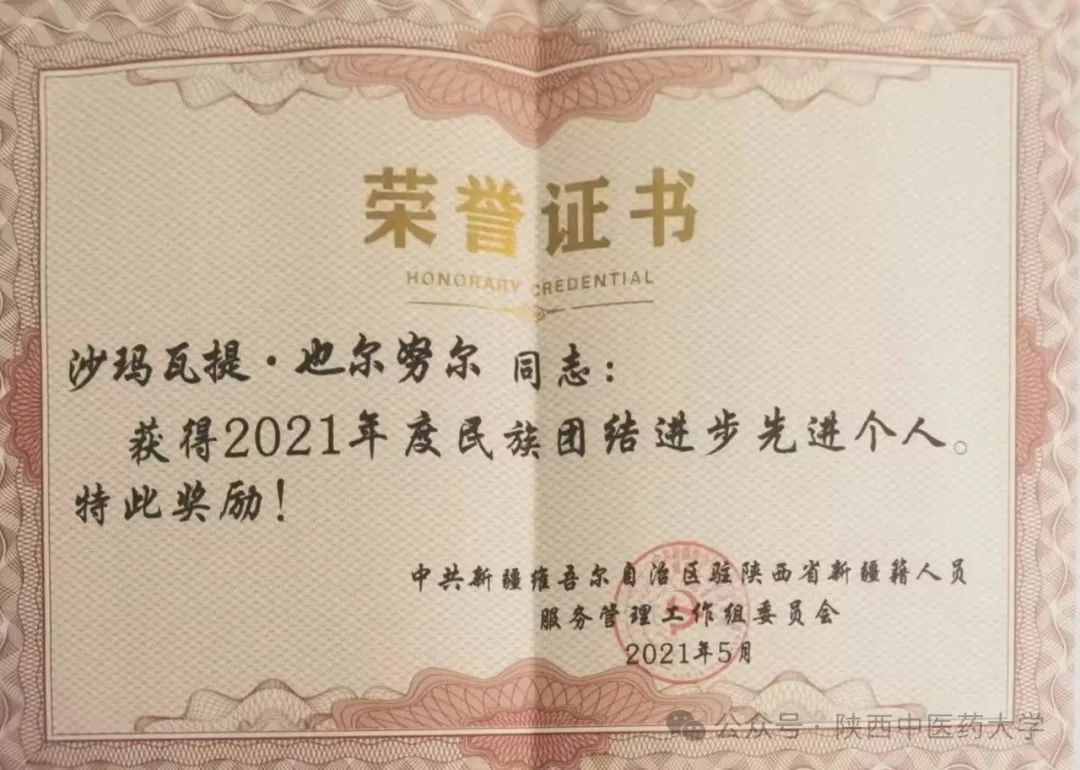 荣誉证书
HONORARY CREDENTIAL
沙玛瓦提·也尔努尔 同志：
获得2021年度民族团结进步先进个人。
特此奖励！
中共新疆维吾尔自治区驻陕西省新疆籍人员
服务管理工作组委员会
2021年5月
公众号·陕西中医药大学